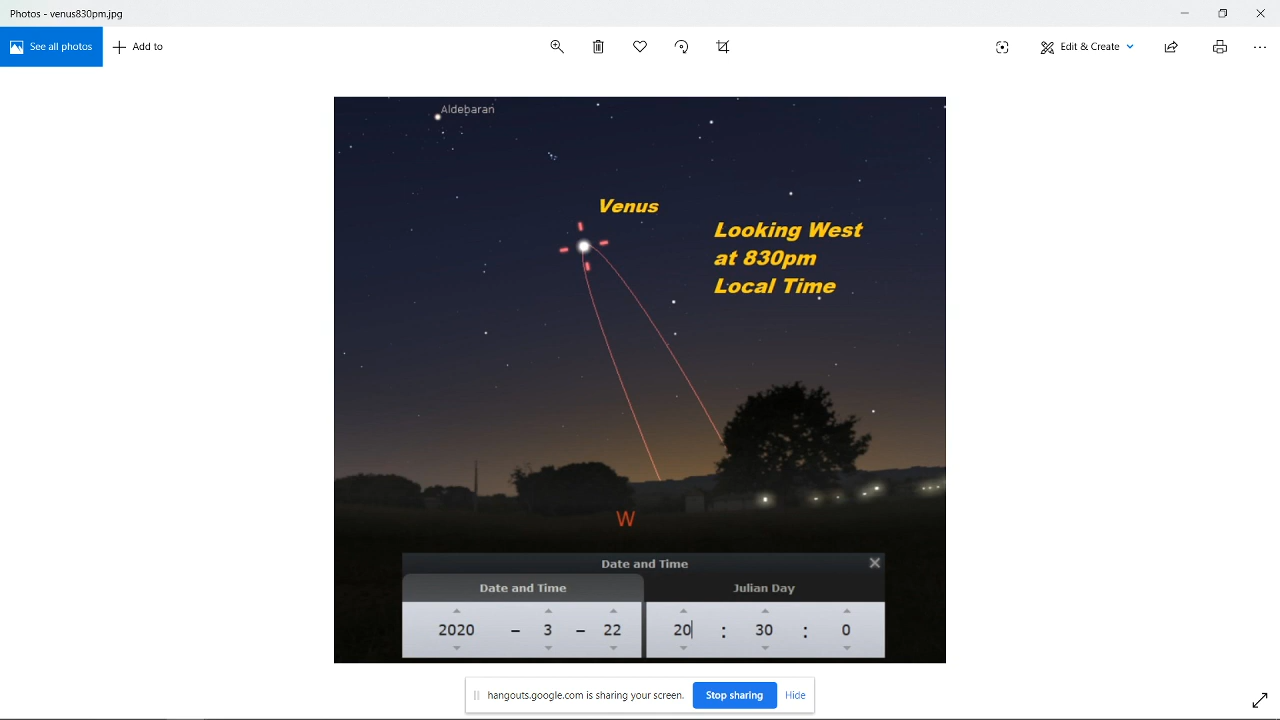 Photos - venus830pm.jpg
See all photos
Add to
Edit & Create
Aldebaran
Venus
Looking West
at 830pm
Local Time
W
Date and Time
Date and Time
Julian Day
2020 - 3 - 22
20 : 30 : 0
hangouts.google.com is sharing your screen.
Stop sharing
Hide